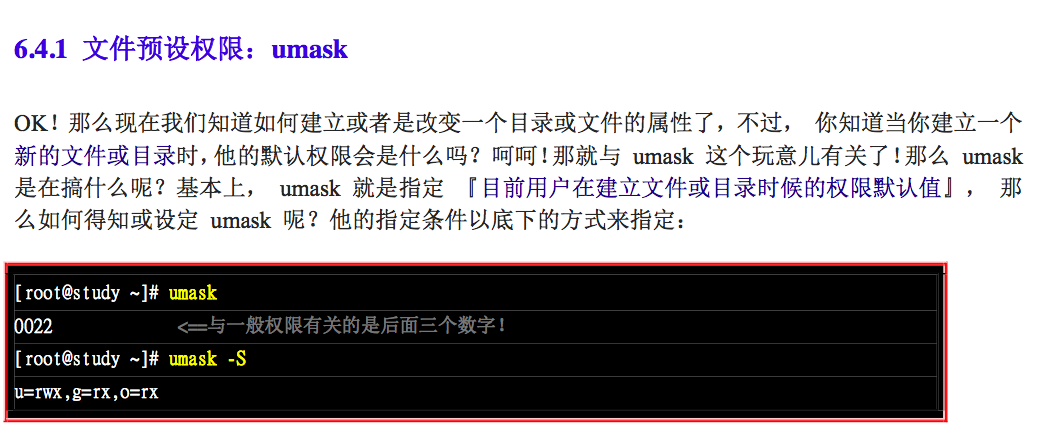 6.4.1 文件预设权限：umask
OK！那么现在我们知道如何建立或者是改变一个目录或文件的属性了，不过， 你知道当你建立一个
新的文件或目录时，他的默认权限会是什么吗？呵呵！那就与 umask 这个玩意儿有关了！那么 umask
是在搞什么呢？基本上， umask 就是指定 『目前用户在建立文件或目录时候的权限默认值』， 那
么如何得知或设定 umask 呢？他的指定条件以底下的方式来指定：
[root@study ~]# umask
0022 <==与一般权限有关的是后面三个数字！
[root@study ~]# umask -S
u=rwx,g=rx,o=rx